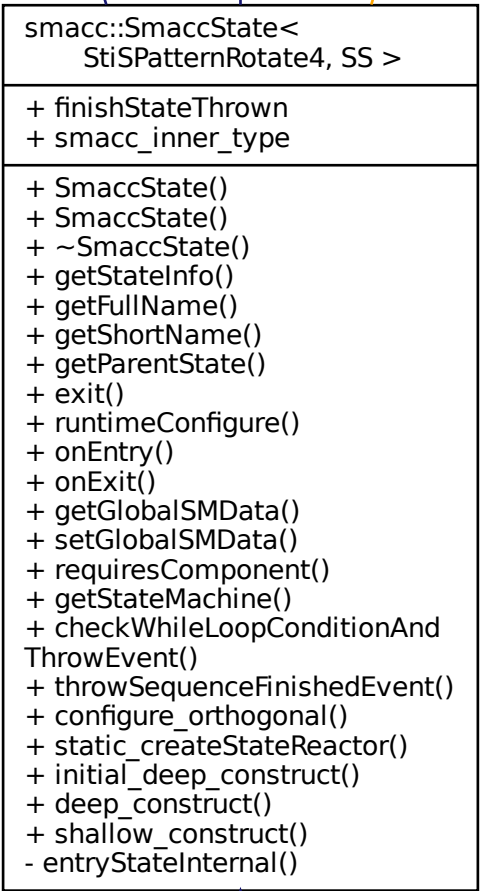 smacc::SmaccState<
StiSPatternRotate4, SS >
+ finishStateThrown
+ smacc_inner_type
+ SmaccState()
+ SmaccState()
+ ~SmaccState()
+ getStateInfo()
+ getFullName()
+ getShortName()
+ getParentState()
+ exit()
+ runtimeConfigure()
+ onEntry()
+ onExit()
+ getGlobalSMData()
+ setGlobalSMData()
+ requiresComponent()
+ getStateMachine()
+ checkWhileLoopConditionAnd
ThrowEvent()
+ throwSequenceFinishedEvent()
+ configure_orthogonal()
+ static_createStateReactor()
+ initial_deep_construct()
+ deep_construct()
+ shallow_construct()
- entryStateInternal()